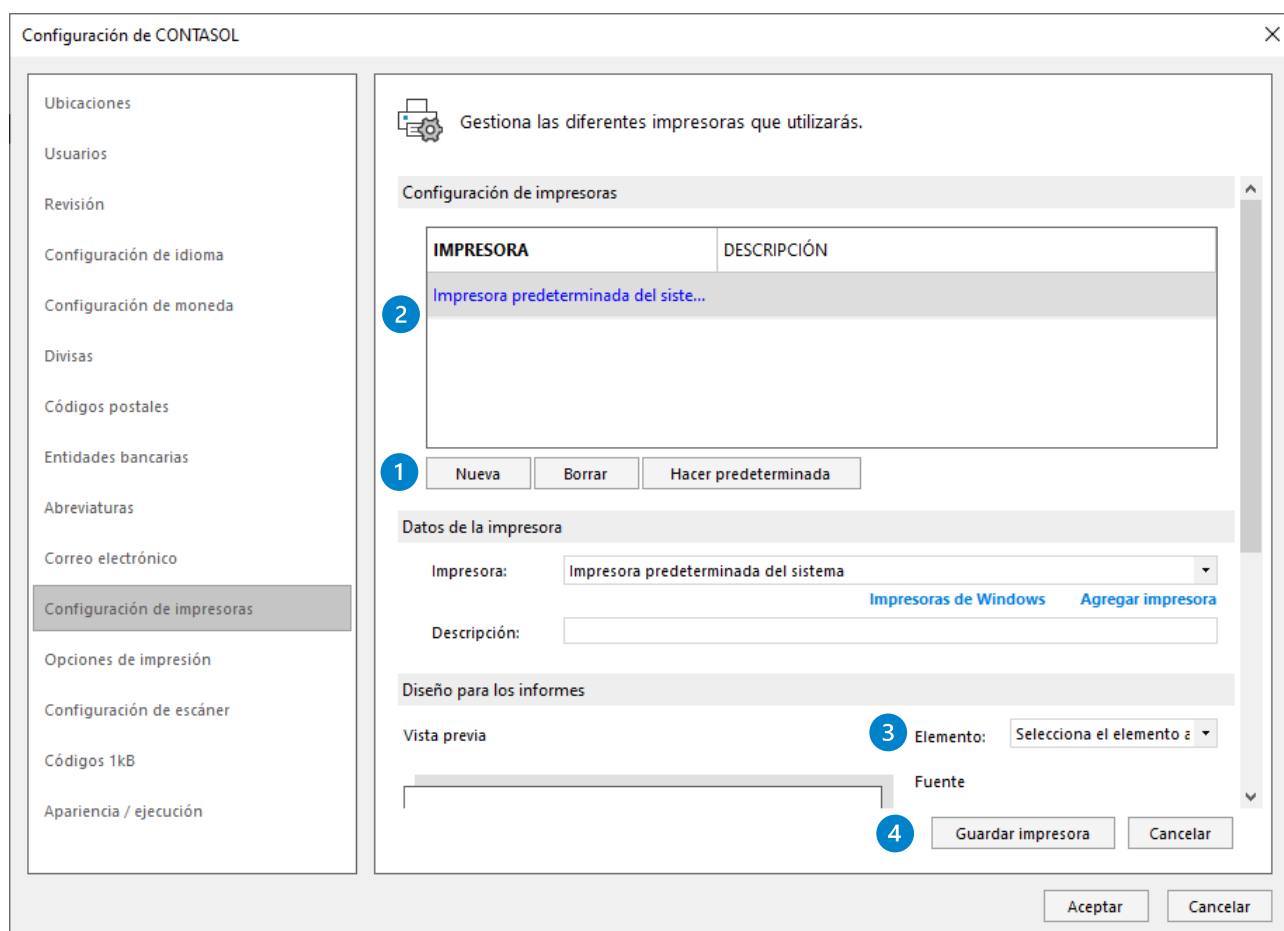 Configuración de CONTASOL
Ubicaciones
Usuarios
Revisión
Configuración de idioma
Configuración de moneda
Divisas
Códigos postales
Entidades bancarias
Abreviaturas
Correo electrónico
Configuración de impresoras
Opciones de impresión
Configuración de escáner
Códigos 1kB
Apariencia / ejecución
Gestiona las diferentes impresoras que utilizarás.
Configuración de impresoras
IMPRESORA DESCRIPCIÓN
Impresora predeterminada del siste...
2
1 Nueva Borrar Hacer predeterminada
Datos de la impresora
Impresora: Impresora predeterminada del sistema
Impresoras de Windows Agregar impresora
Descripción:
Diseño para los informes
Vista previa 3 Elemento: Selecciona el elemento a
Fuente
4 Guardar impresora Cancelar
Aceptar Cancelar